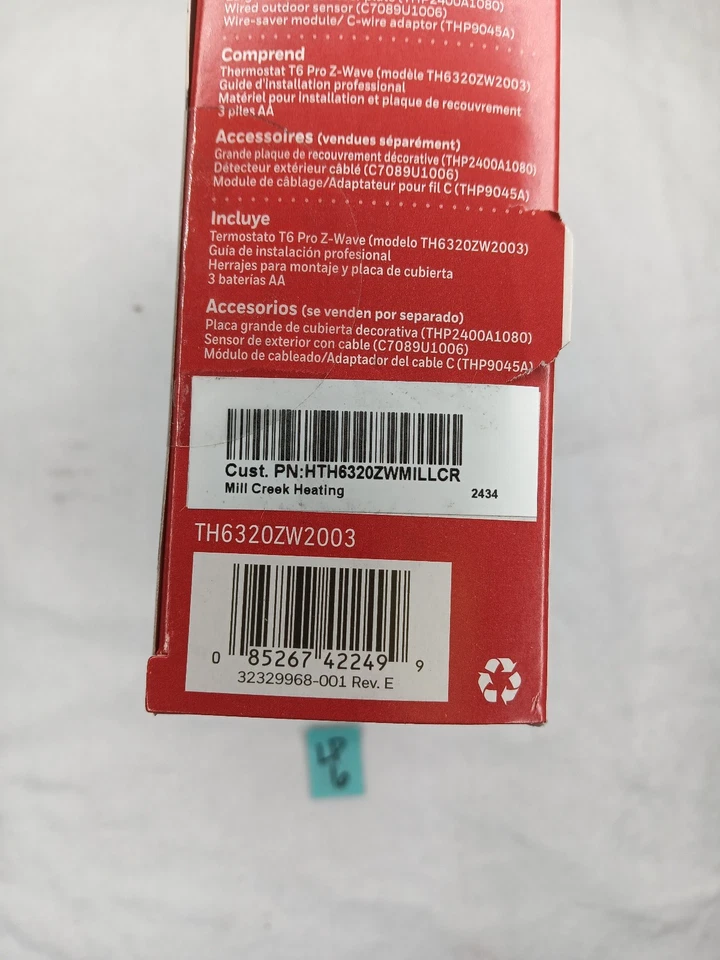 (THP2400A1080)
Wired outdoor sensor (C7089U1006)
Wire-saver module/ C-wire adaptor (THP9045A)
Comprend
Thermostat T6 Pro Z-Wave (modèle TH6320ZW2003)
Guide d'installation professional
Matériel pour installation et plaque de recouvrement
3 piles AA
Accessoires (vendues séparément)
Grande plaque de recouvrement décorative (THP2400A1080)
Détecteur extérieur câblé (C7089U1006)
Module de câblage/Adaptateur pour fil C (THP9045A)
Incluye
Termostato T6 Pro Z-Wave (modelo TH6320ZW2003)
Guía de instalación profesional
Herrajes para montaje y placa de cubierta
3 baterías AA
Accesorios (se venden por separado)
Placa grande de cubierta decorativa (THP2400A1080)
Sensor de exterior con cable (C7089U1006)
Módulo de cableado/Adaptador del cable C (THP9045A)
Cust. PN:HTH6320ZWMILLCR
Mill Creek Heating 2434
TH6320ZW2003
0 85267 42249 9
32329968-001 Rev. E